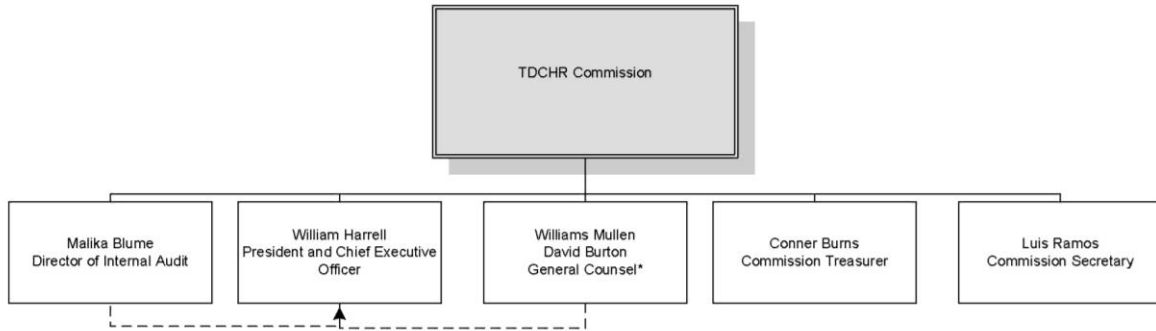 TDCHR Commission
Malika Blume
Director of Internal Audit
William Harrell
President and Chief Executive
Officer
Williams Mullen
David Burton
General Counsel*
Conner Burns
Commission Treasurer
Luis Ramos
Commission Secretary